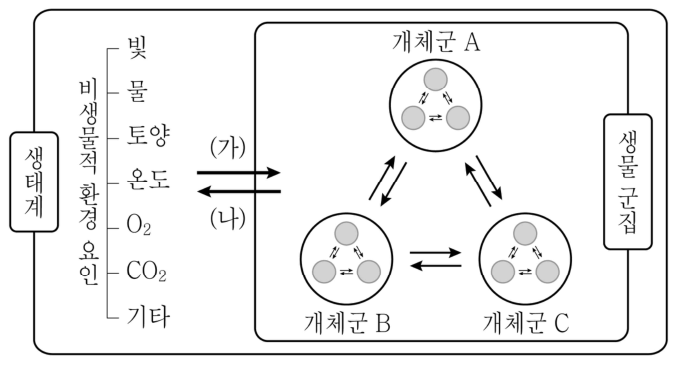 생태계
비생물적 환경 요인
빛
물
토양
온도
O₂
CO₂
기타
(가)
(나)
개체군 A
개체군 B
개체군 C
생물 군집